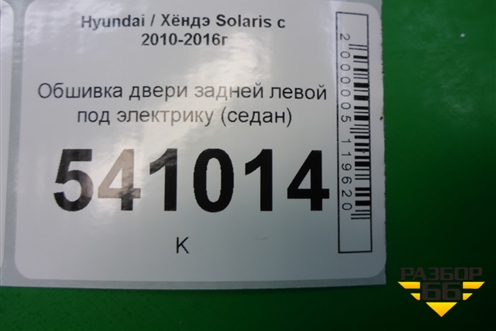 Hyundai / Хёндэ Solaris с
2010-2016г
Обшивка двери задней левой
под электрику (седан)
541014
К
2000005119620
РАЗБОР
66